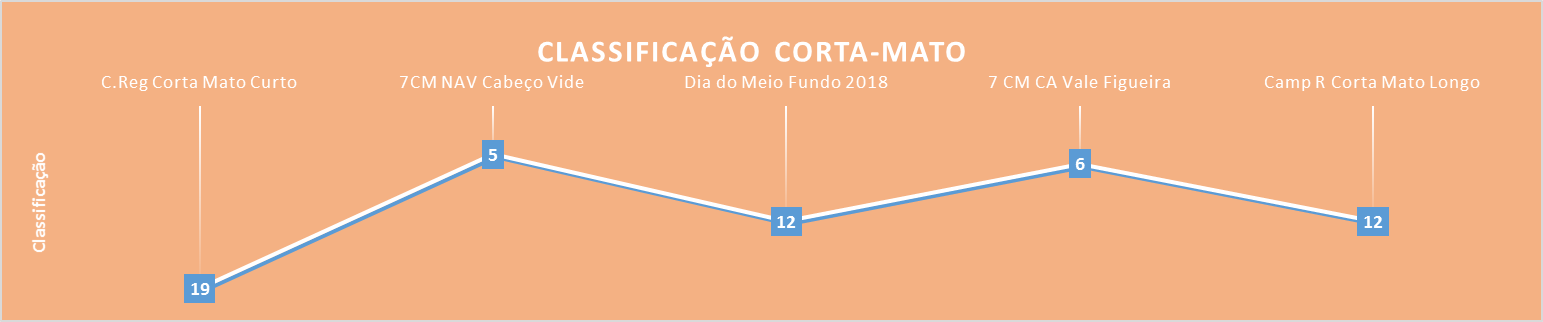 CLASSIFICAÇÃO CORTA-MATO
C.Reg Corta Mato Curto
7CM NAV Cabeço Vide
Dia do Meio Fundo 2018
7 CM CA Vale Figueira
Camp R Corta Mato Longo
Classificação
19
5
12
6
12